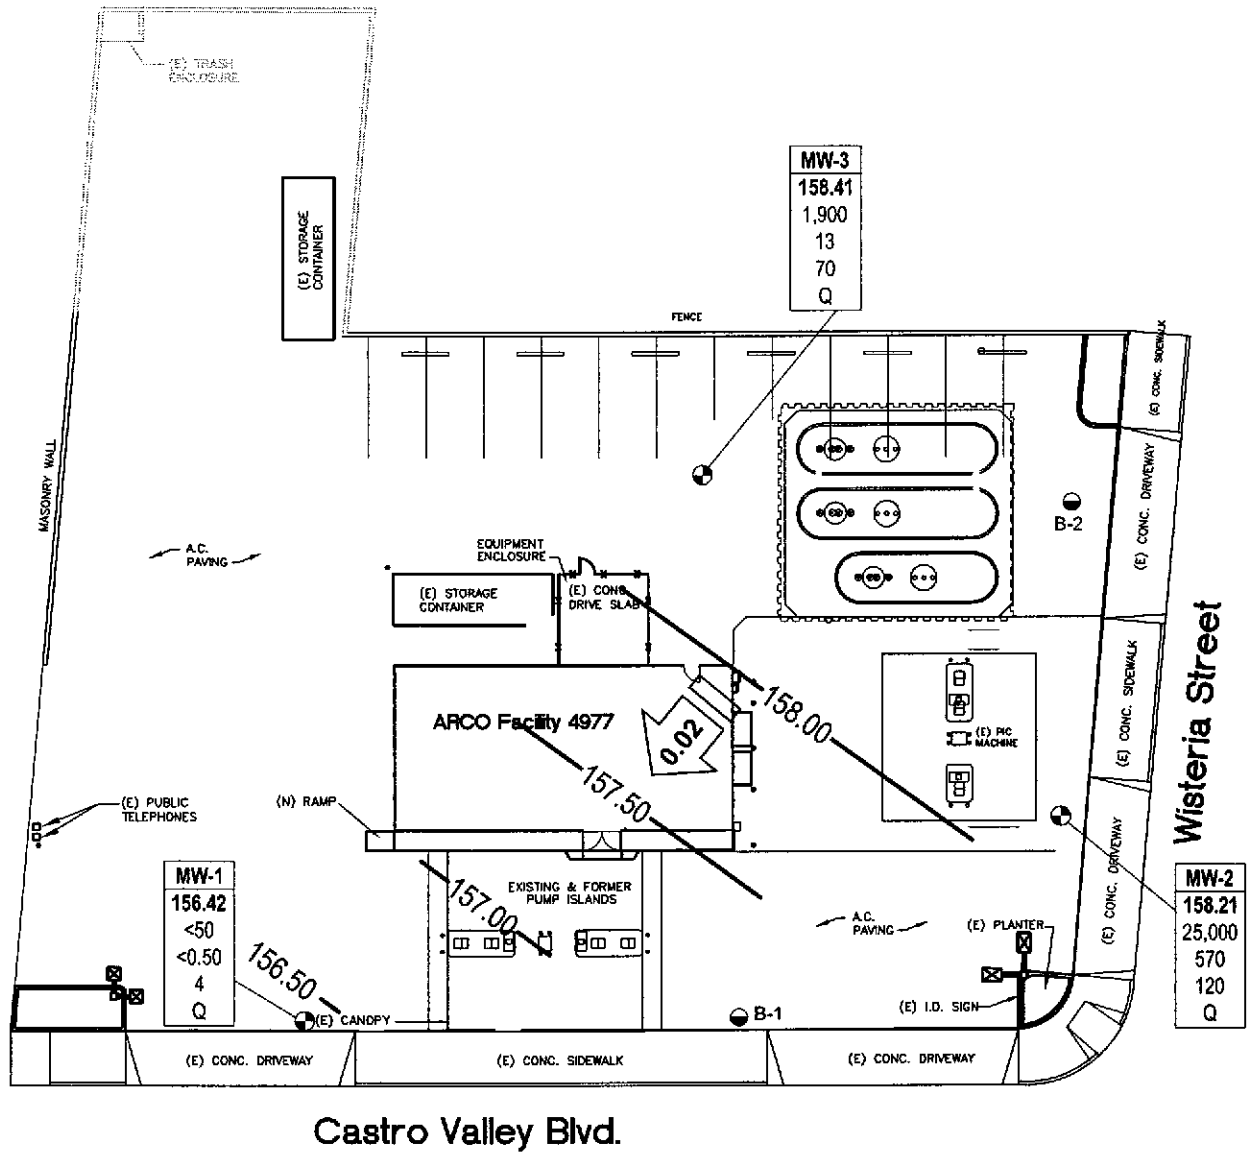 (E) TRASH
ENCLOSURE
MW-3
158.41
1,900
13
70
Q
(E) STORAGE
CONTAINER
FENCE
(E) CONC. SIDEWALK
MASONRY WALL
(E) CONC. DRIVEWAY
B-2
A.C.
PAVING
EQUIPMENT
ENCLOSURE
(E) STORAGE
CONTAINER
(E) CONC
DRIVE SLAB
Wisteria Street
(E) CONC. SIDEWALK
ARCO Facility 4977
0.02
158.00
(E) PIC
MACHINE
157.50
(E) PUBLIC
TELEPHONES
(N) RAMP
MW-1
156.42
<50
<0.50
4
Q
157.00
EXISTING & FORMER
PUMP ISLANDS
A.C.
PAVING
(E) PLANTER
(E) CONC. DRIVEWAY
MW-2
158.21
25,000
570
120
Q
156.50
(E) CANOPY
B-1
(E) I.D. SIGN
(E) CONC. DRIVEWAY
(E) CONC. SIDEWALK
(E) CONC. DRIVEWAY
Castro Valley Blvd.